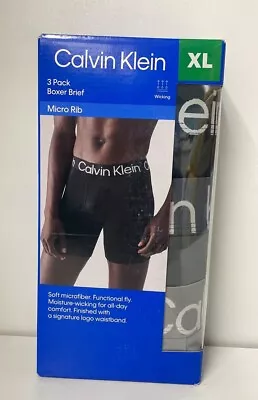 Calvin Klein
XL
3 Pack
Boxer Brief
Wicking
Micro Rib
Calvin Klein
Soft microfiber. Functional fly.
Moisture-wicking for all-day
comfort. Finished with
a signature logo waistband.